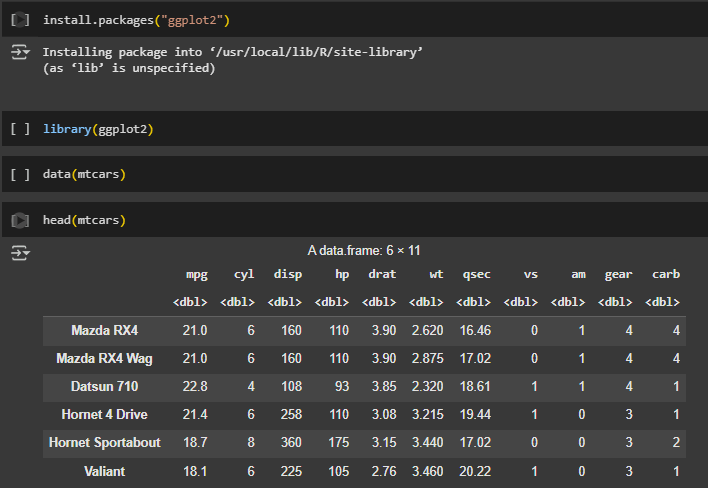 install.packages("ggplot2")
Installing package into ‘/usr/local/lib/R/site-library’
(as ‘lib’ is unspecified)
[ ] library(ggplot2)
[ ] data(mtcars)
head(mtcars)
A data.frame: 6 × 11
mpg cyl disp hp drat wt qsec vs am gear carb
<dbl> <dbl> <dbl> <dbl> <dbl> <dbl> <dbl> <dbl> <dbl> <dbl> <dbl>
Mazda RX4 21.0 6 160 110 3.90 2.620 16.46 0 1 4 4
Mazda RX4 Wag 21.0 6 160 110 3.90 2.875 17.02 0 1 4 4
Datsun 710 22.8 4 108 93 3.85 2.320 18.61 1 1 4 1
Hornet 4 Drive 21.4 6 258 110 3.08 3.215 19.44 1 0 3 1
Hornet Sportabout 18.7 8 360 175 3.15 3.440 17.02 0 0 3 2
Valiant 18.1 6 225 105 2.76 3.460 20.22 1 0 3 1